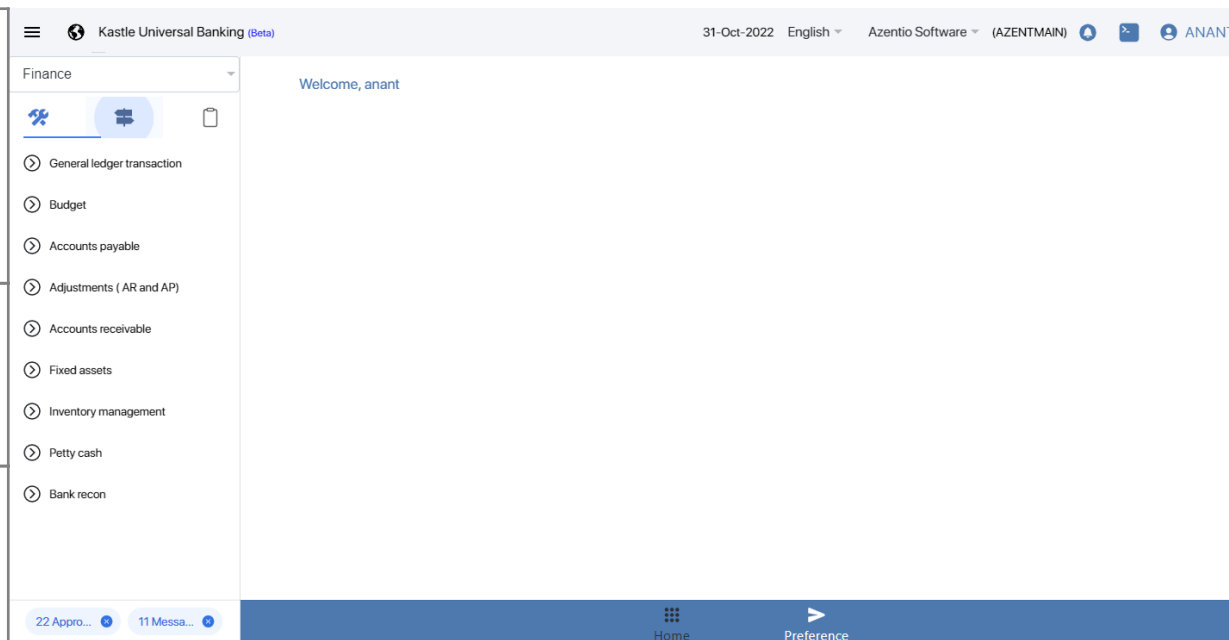 Kastle Universal Banking (Beta) 31-Oct-2022 English Azentio Software (AZENTMAIN) ANANT
Finance
Welcome, anant
General ledger transaction
Budget
Accounts payable
Adjustments ( AR and AP)
Accounts receivable
Fixed assets
Inventory management
Petty cash
Bank recon
22 Appro... 11 Messa...
Home Preference